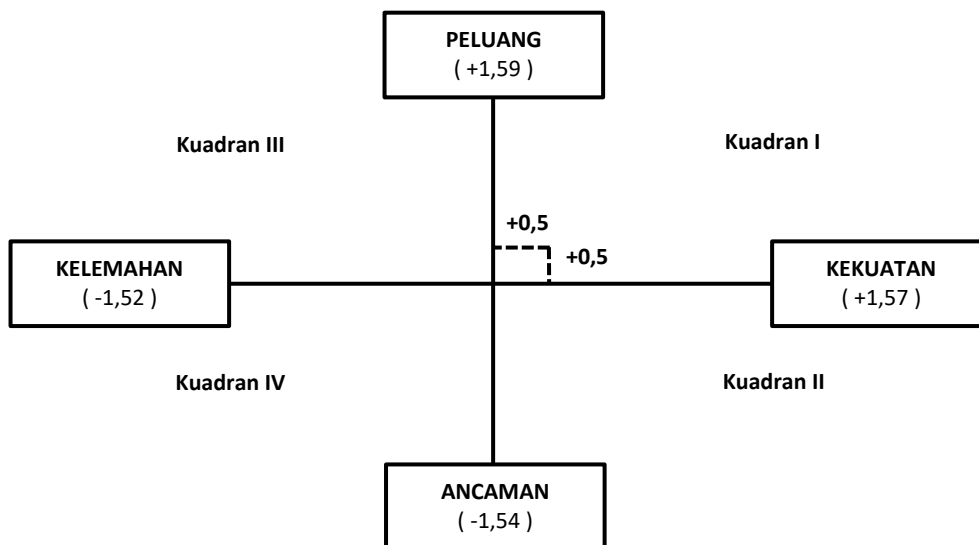 PELUANG
( +1,59 )
Kuadran III
Kuadran I
+0,5
+0,5
KELEMAHAN
( -1,52 )
KEKUATAN
( +1,57 )
Kuadran IV
Kuadran II
ANCAMAN
( -1,54 )